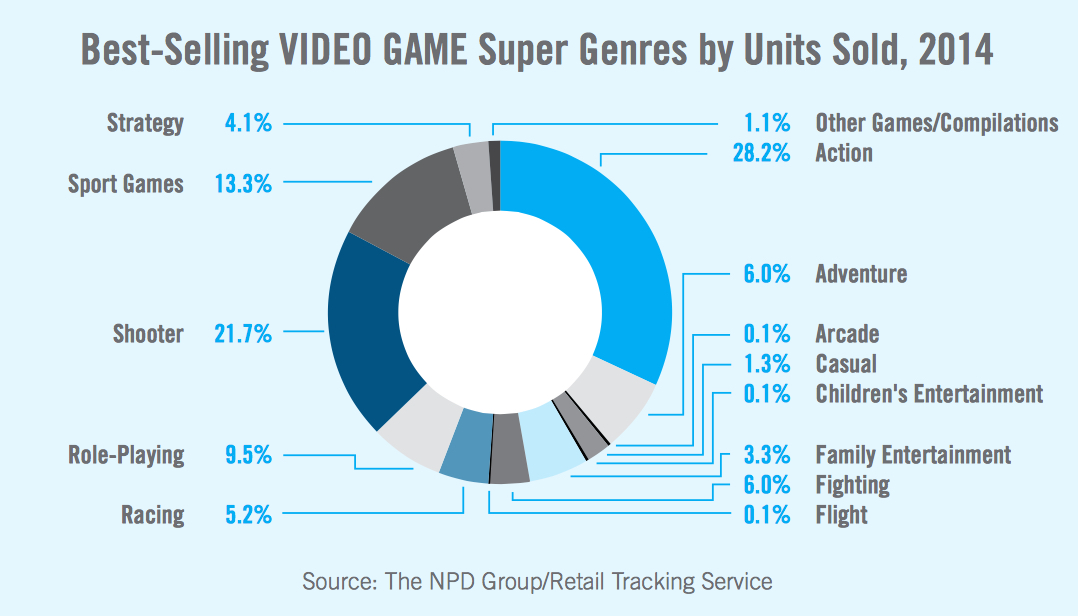 Best-Selling VIDEO GAME Super Genres by Units Sold, 2014
Strategy 4.1%
Sport Games 13.3%
Shooter 21.7%
Role-Playing 9.5%
Racing 5.2%
1.1% Other Games/Compilations
28.2% Action
6.0% Adventure
0.1% Arcade
1.3% Casual
0.1% Children's Entertainment
3.3% Family Entertainment
6.0% Fighting
0.1% Flight
Source: The NPD Group/Retail Tracking Service